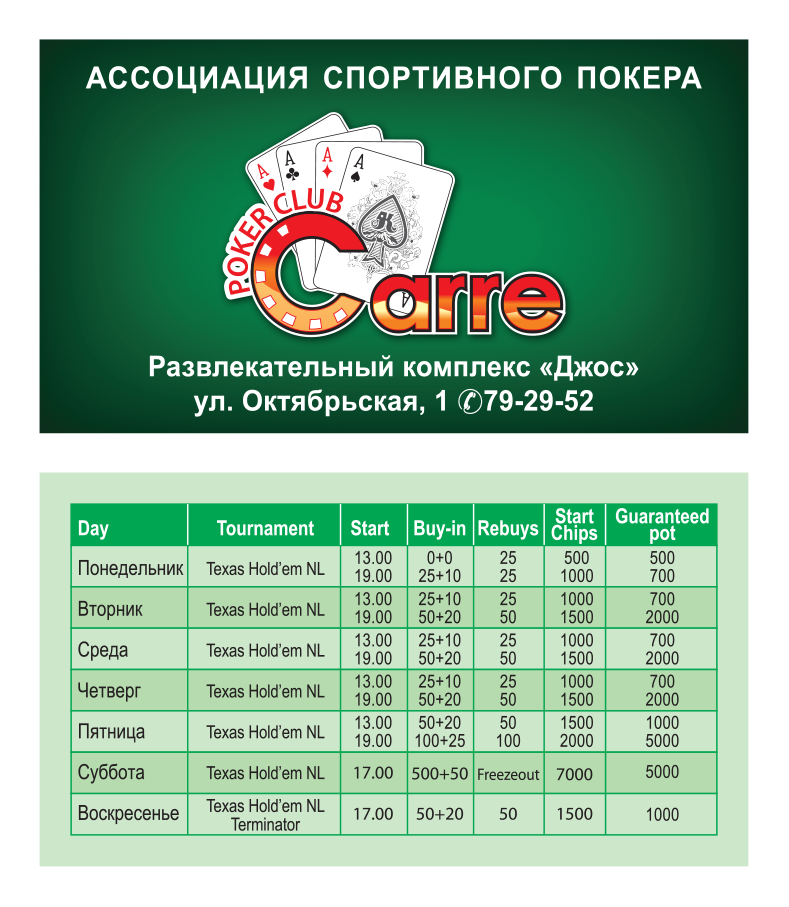 АССОЦИАЦИЯ СПОРТИВНОГО ПОКЕРА
A A A A
POKER CLUB
Carre
Развлекательный комплекс «Джос»
ул. Октябрьская, 1 ✆79-29-52
Day Tournament Start Buy-in Rebuys Start Chips Guaranteed pot
Понедельник Texas Hold’em NL 13.00 0+0 25 500 500
19.00 25+10 25 1000 700
Вторник Texas Hold’em NL 13.00 25+10 25 1000 700
19.00 50+20 50 1500 2000
Среда Texas Hold’em NL 13.00 25+10 25 1000 700
19.00 50+20 50 1500 2000
Четверг Texas Hold’em NL 13.00 25+10 25 1000 700
19.00 50+20 50 1500 2000
Пятница Texas Hold’em NL 13.00 50+20 50 1500 1000
19.00 100+25 100 2000 5000
Суббота Texas Hold’em NL 17.00 500+50 Freezeout 7000 5000
Воскресенье Texas Hold’em NL Terminator 17.00 50+20 50 1500 1000